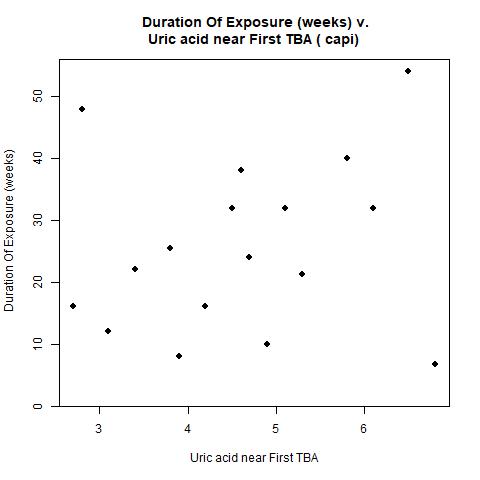 Duration Of Exposure (weeks) v.
Uric acid near First TBA ( capi)
Duration Of Exposure (weeks)
50
40
30
20
10
0
3 4 5 6
Uric acid near First TBA